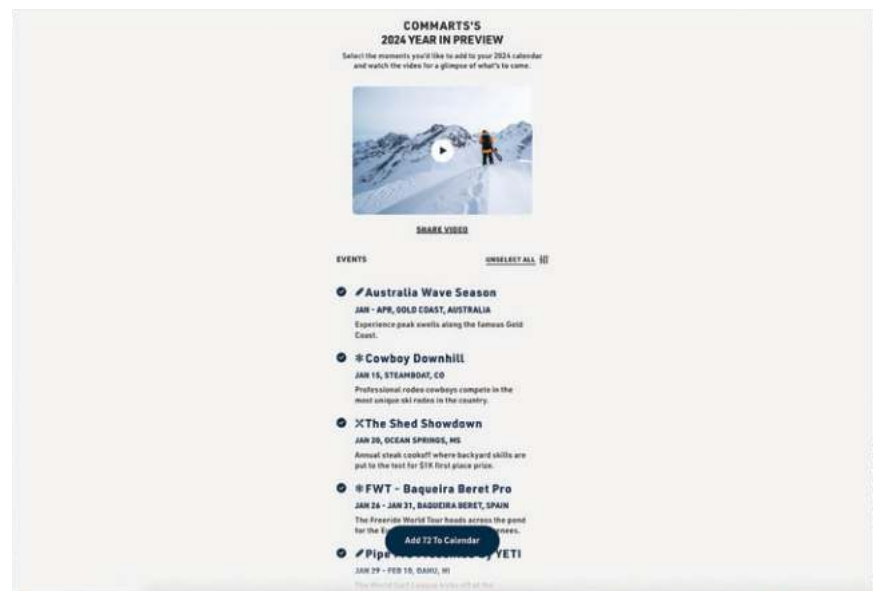 COMMARTS'S
2024 YEAR IN PREVIEW
Select the moments you'd like to add to your 2024 calendar
and watch the video for a glimpse of what's to come.
SHARE VIDEO
EVENTS
UNSELECT ALL
Australia Wave Season
JAN - APR, GOLD COAST, AUSTRALIA
Experience peak swells along the famous Gold
Coast.
Cowboy Downhill
JAN 15, STEAMBOAT, CO
Professional rodeo cowboys compete in the
most unique ski rodeo in the country.
The Shed Showdown
JAN 20, OCEAN SPRINGS, MS
Annual steak cookoff where backyard skills are
put to the test for $1K first place prize.
FWT - Baqueira Beret Pro
JAN 26 - JAN 31, BAQUEIRA BERET, SPAIN
The Freeride World Tour heads across the pond
for the
Add 72 To Calendar
Pipe
YETI
JAN 29 - FEB 10, OAHU, HI